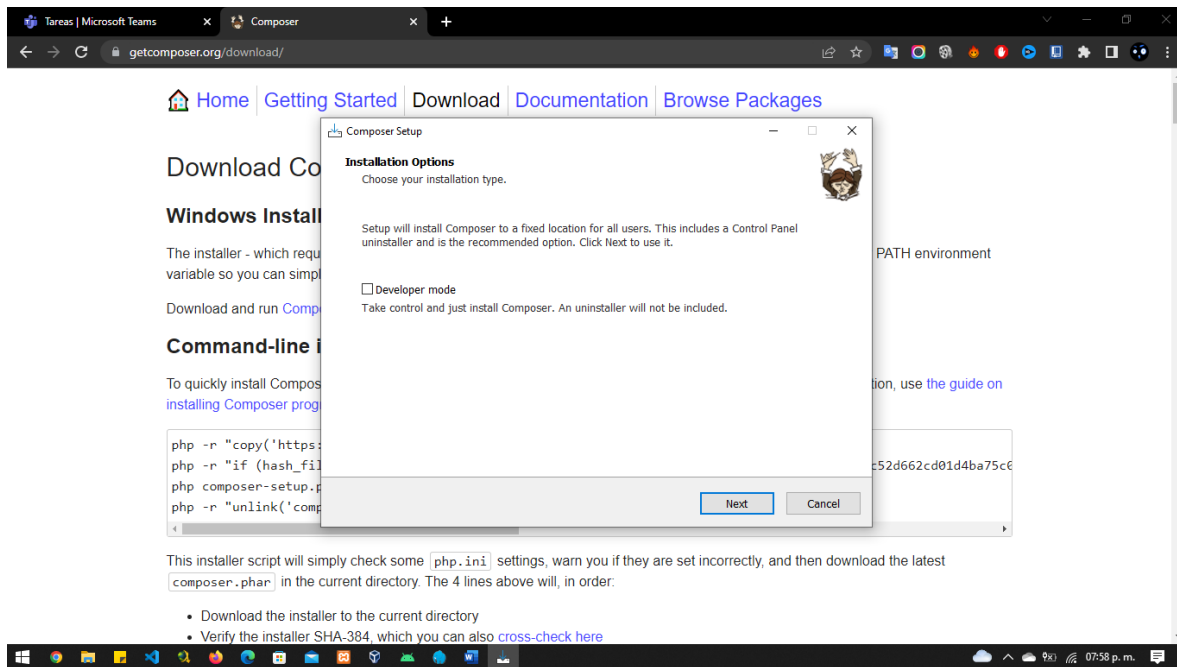 Tareas | Microsoft Teams
Composer
getcomposer.org/download/
Home
Getting Started
Download
Documentation
Browse Packages
Composer Setup
Installation Options
Choose your installation type.
Setup will install Composer to a fixed location for all users. This includes a Control Panel
uninstaller and is the recommended option. Click Next to use it.
Developer mode
Take control and just install Composer. An uninstaller will not be included.
Next
Cancel
Download Co
Windows Install
The installer - which requ
PATH environment
variable so you can simpl
Download and run Comp
Command-line i
To quickly install Compos
tion, use the guide on
installing Composer prog
php -r "copy('https:
php -r "if (hash_fil
c52d662cd01d4ba75c
php composer-setup.p
php -r "unlink('comp
This installer script will simply check some php.ini settings, warn you if they are set incorrectly, and then download the latest
composer.phar in the current directory. The 4 lines above will, in order:
• Download the installer to the current directory
• Verify the installer SHA-384, which you can also cross-check here
07:58 p. m.